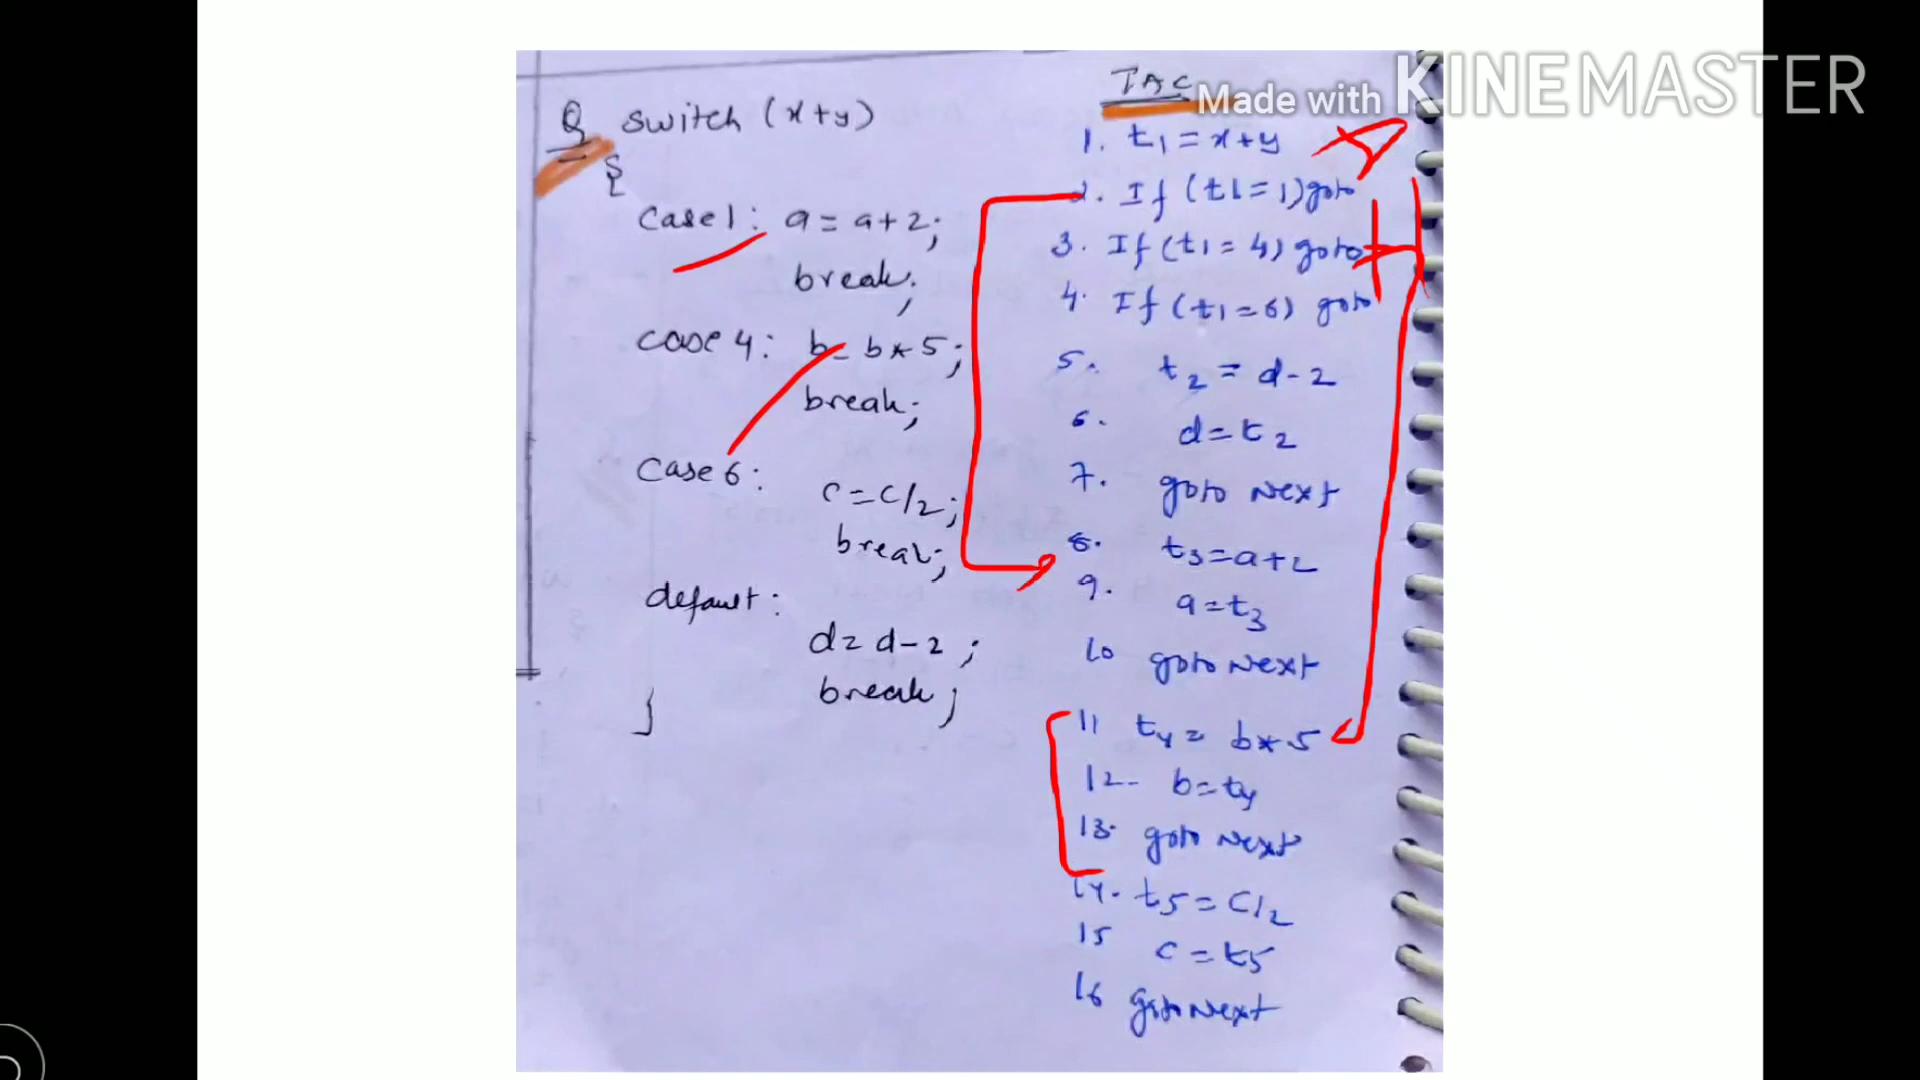 Made with KINEMASTER
Q switch (x+y)
{
Case 1: a = a+2;
break;
Case 4: b = b*5;
break;
Case 6:
c = c/2;
break;
default:
d = d-2;
break;
}
TAC
1. t1 = x+y
2. If (t1 = 1) goto
3. If (t1 = 4) goto
4. If (t1 = 6) goto
5. t2 = d-2
6. d = t2
7. goto Next
8. t3 = a+2
9. a = t3
10 goto Next
11 t4 = b*5
12- b = t4
13. goto Next
14. t5 = C/2
15 c = t5
16 goto Next